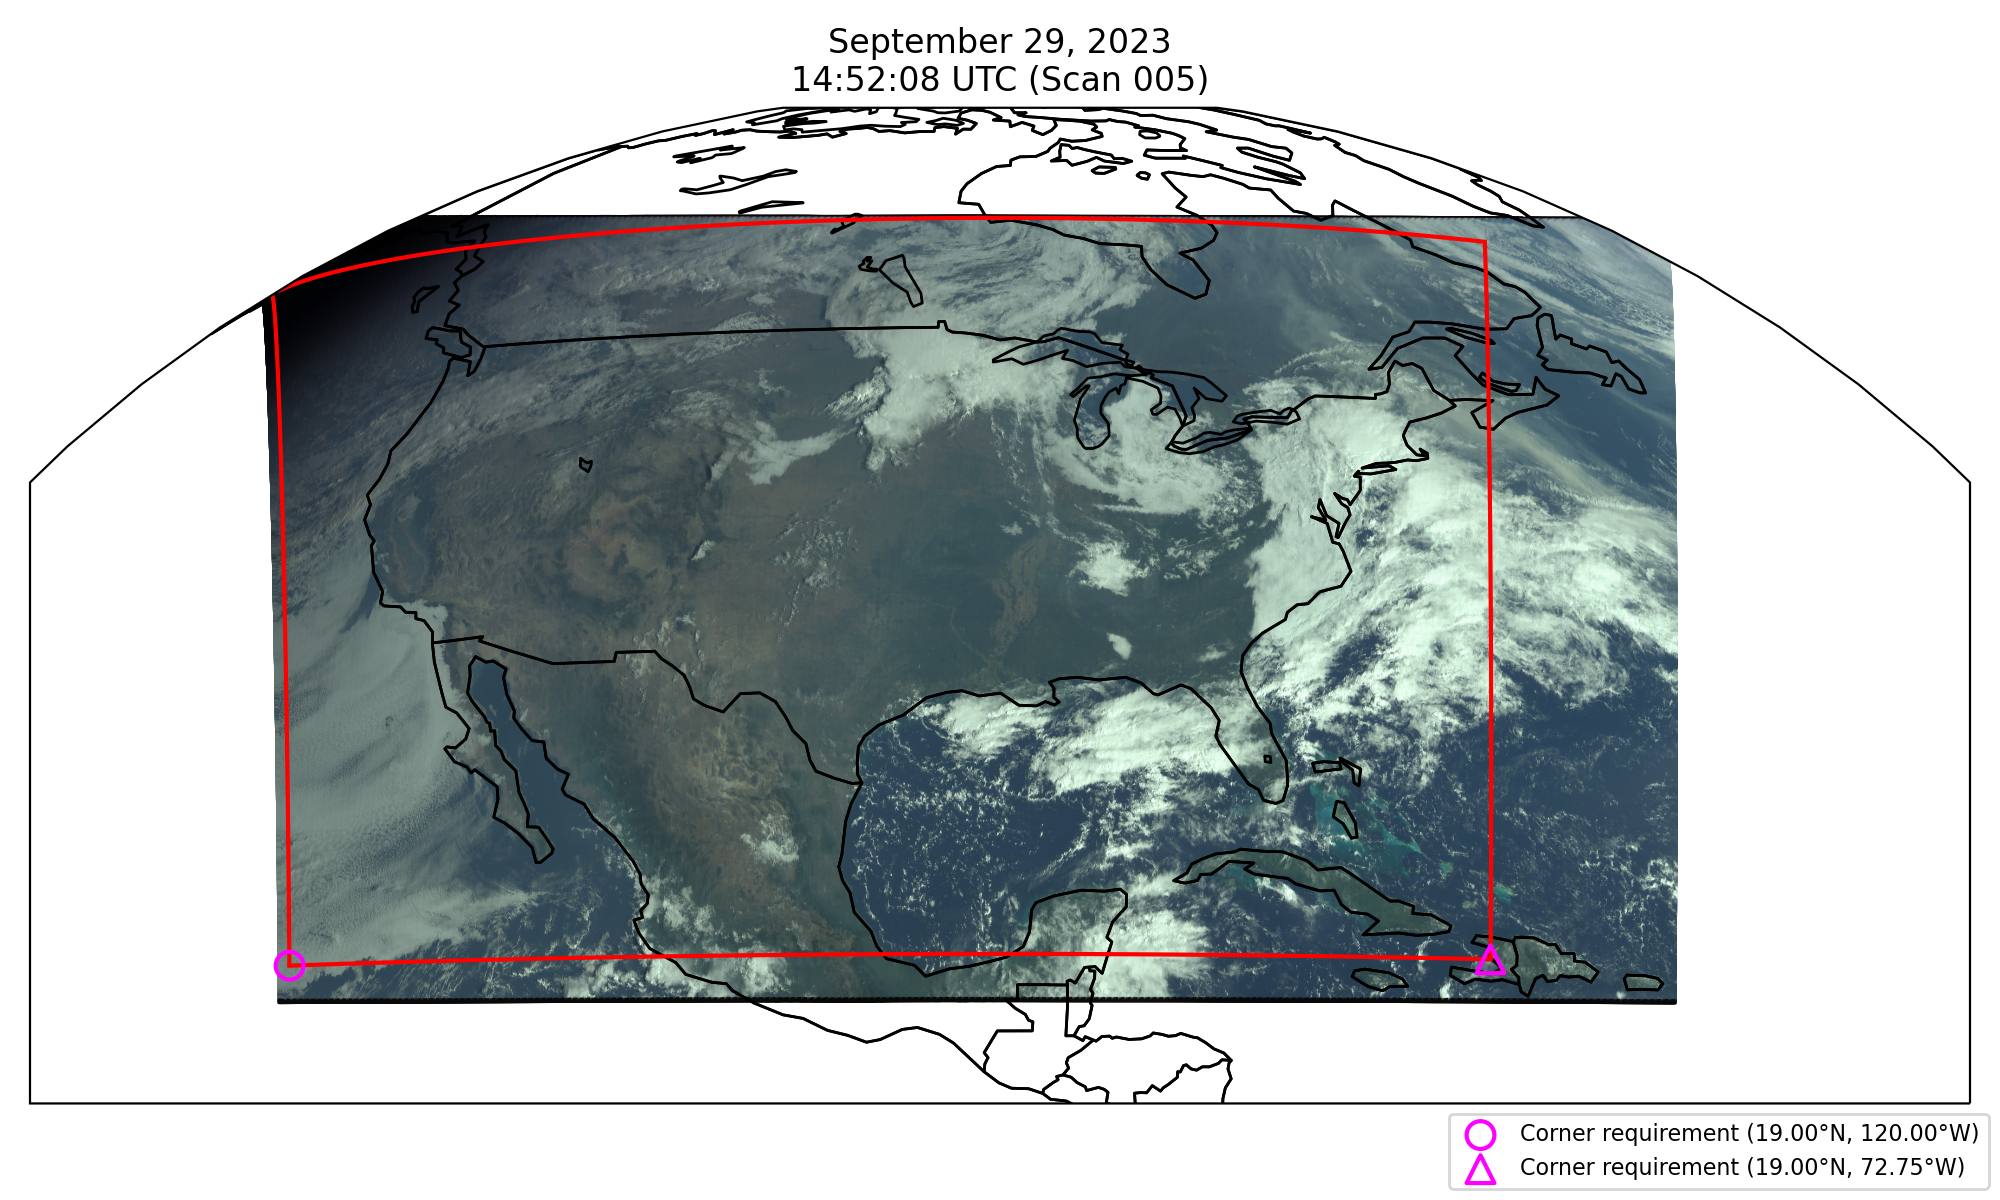 September 29, 2023
14:52:08 UTC (Scan 005)
Corner requirement (19.00°N, 120.00°W)
Corner requirement (19.00°N, 72.75°W)